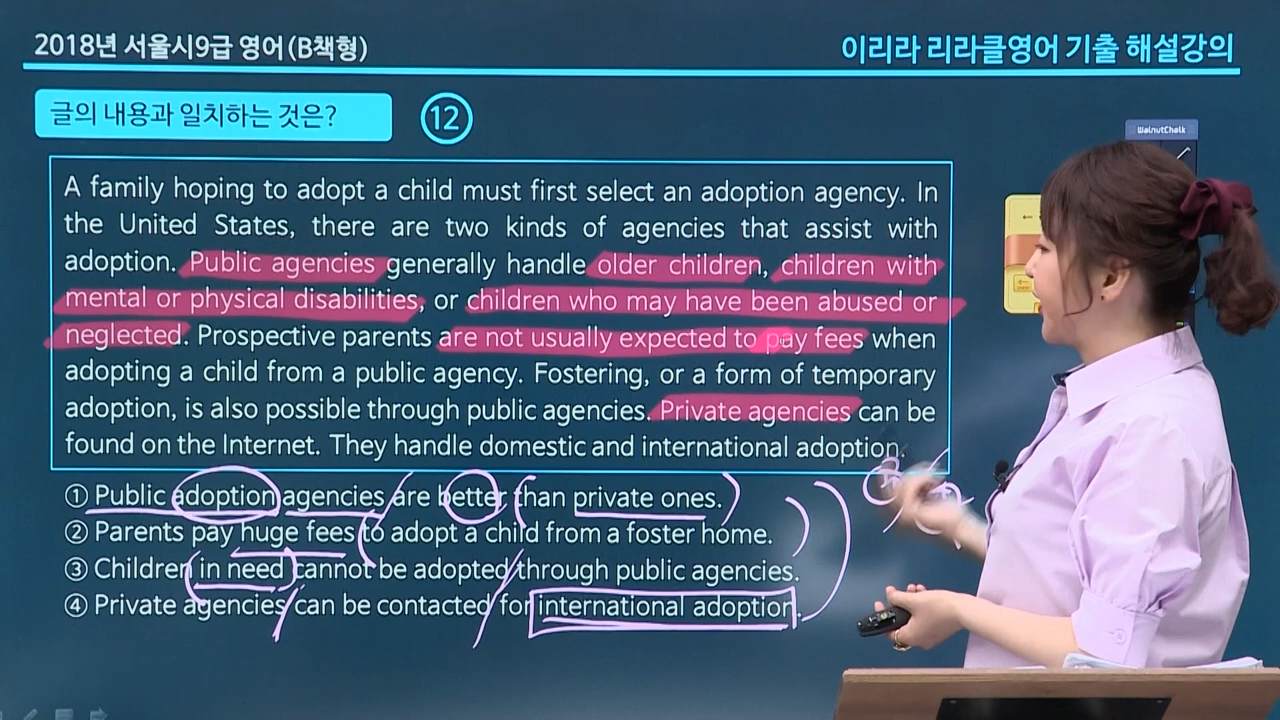 2018년 서울시9급 영어(B책형)
이리라 리라클영어 기출 해설강의
글의 내용과 일치하는 것은?
12
WalnutChalk
A family hoping to adopt a child must first select an adoption agency. In
the United States, there are two kinds of agencies that assist with
adoption. Public agencies generally handle older children, children with
mental or physical disabilities, or children who may have been abused or
neglected. Prospective parents are not usually expected to pay fees when
adopting a child from a public agency. Fostering, or a form of temporary
adoption, is also possible through public agencies. Private agencies can be
found on the Internet. They handle domestic and international adoption.
① Public adoption agencies are better than private ones.
② Parents pay huge fees to adopt a child from a foster home.
③ Children in need cannot be adopted through public agencies.
④ Private agencies can be contacted for international adoption.